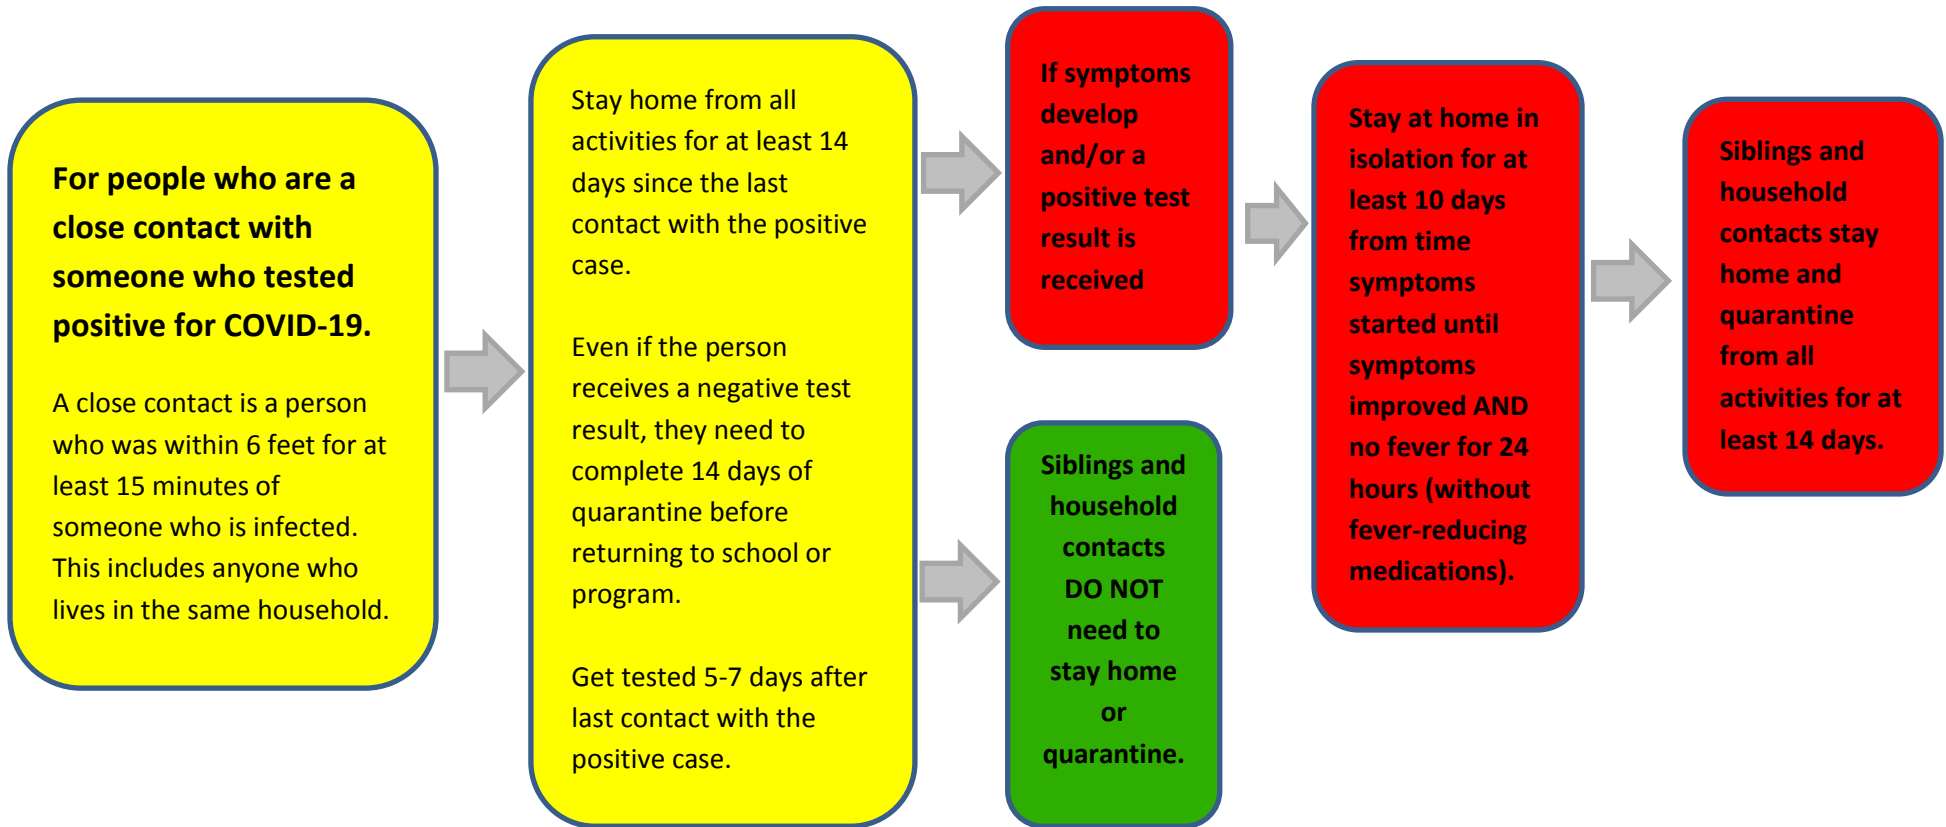 For people who are a
close contact with
someone who tested
positive for COVID-19.
A close contact is a person
who was within 6 feet for at
least 15 minutes of
someone who is infected.
This includes anyone who
lives in the same household.
Stay home from all
activities for at least 14
days since the last
contact with the positive
case.
Even if the person
receives a negative test
result, they need to
complete 14 days of
quarantine before
returning to school or
program.
Get tested 5-7 days after
last contact with the
positive case.
If symptoms
develop
and/or a
positive test
result is
received
Siblings and
household
contacts
DO NOT
need to
stay home
or
quarantine.
Stay at home in
isolation for at
least 10 days
from time
symptoms
started until
symptoms
improved AND
no fever for 24
hours (without
fever-reducing
medications).
Siblings and
household
contacts stay
home and
quarantine
from all
activities for at
least 14 days.